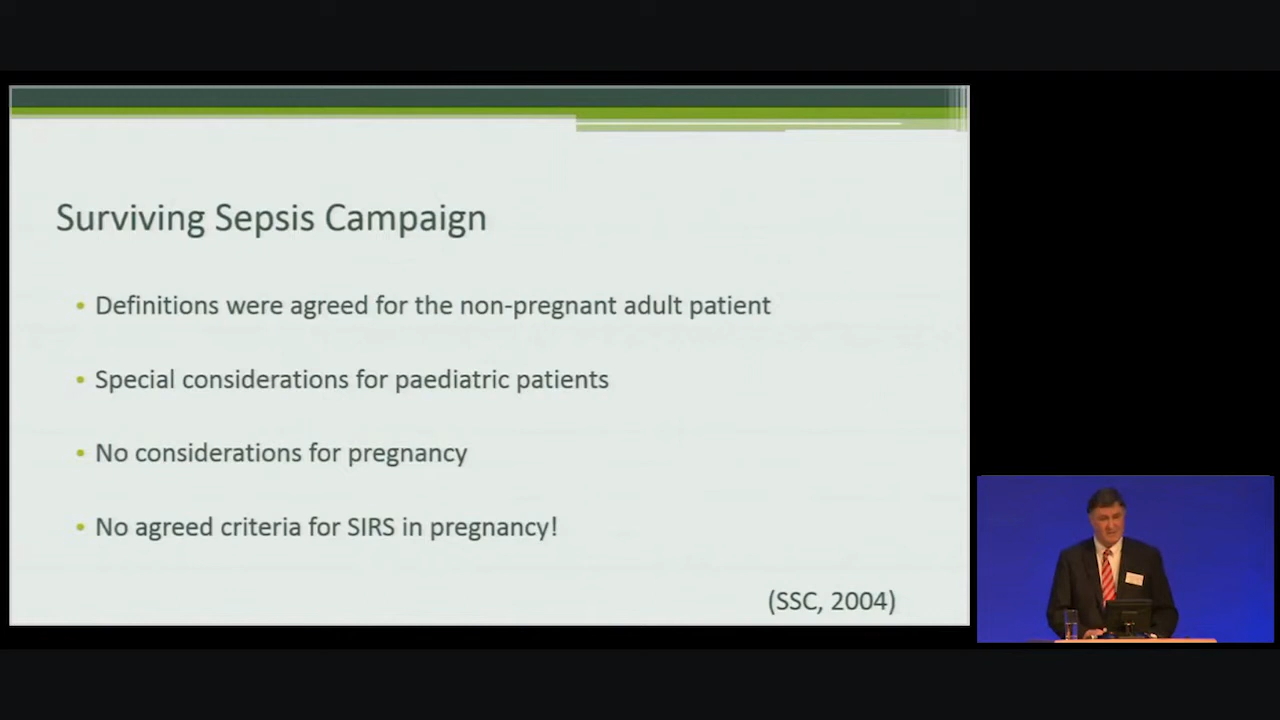 Surviving Sepsis Campaign
• Definitions were agreed for the non-pregnant adult patient
• Special considerations for paediatric patients
• No considerations for pregnancy
• No agreed criteria for SIRS in pregnancy!
(SSC, 2004)